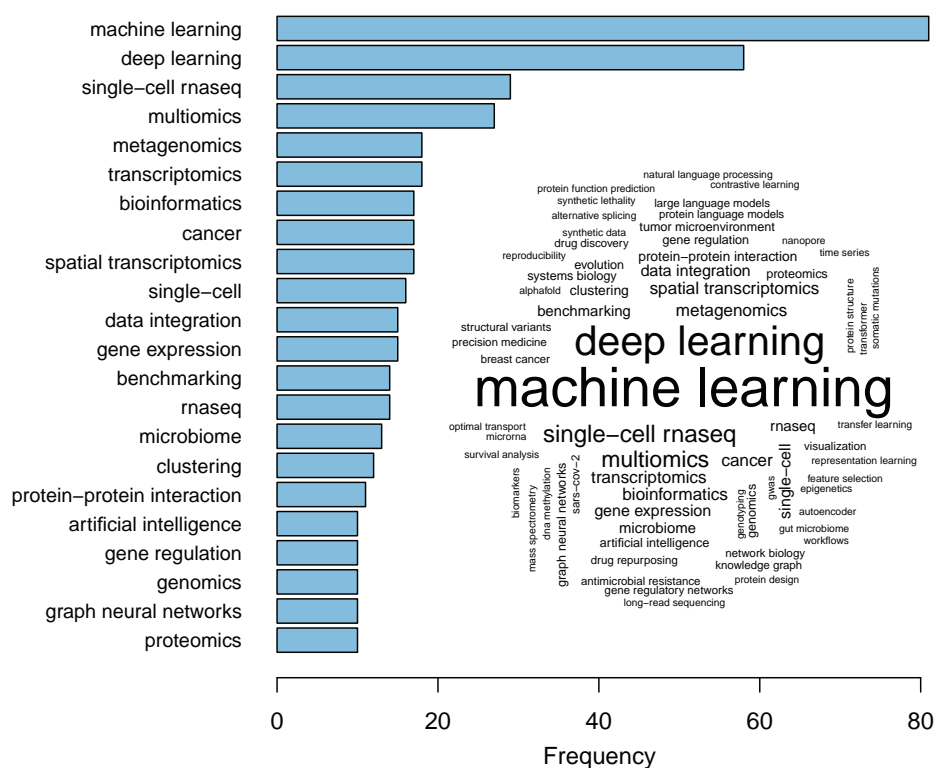 machine learning
deep learning
single−cell rnaseq
multiomics
metagenomics
transcriptomics
bioinformatics
cancer
spatial transcriptomics
single−cell
data integration
gene expression
benchmarking
rnaseq
microbiome
clustering
protein−protein interaction
artificial intelligence
gene regulation
genomics
graph neural networks
proteomics
0 20 40 60 80
Frequency
natural language processing
protein function prediction
contrastive learning
synthetic lethality
large language models
alternative splicing
protein language models
synthetic data
tumor microenvironment
drug discovery
gene regulation
nanopore
reproducibility
protein−protein interaction
time series
evolution
systems biology
data integration
proteomics
alphafold
clustering
spatial transcriptomics
benchmarking
metagenomics
protein structure
transformer
somatic mutations
structural variants
precision medicine
breast cancer
deep learning
machine learning
optimal transport
microrna
single−cell rnaseq
rnaseq
transfer learning
survival analysis
multiomics
cancer
single−cell
visualization
representation learning
biomarkers
mass spectrometry
dna methylation
graph neural networks
sars−cov−2
transcriptomics
bioinformatics
gene expression
genotyping
genomics
gwas
feature selection
epigenetics
autoencoder
microbiome
gut microbiome
artificial intelligence
workflows
drug repurposing
network biology
knowledge graph
antimicrobial resistance
protein design
gene regulatory networks
long−read sequencing